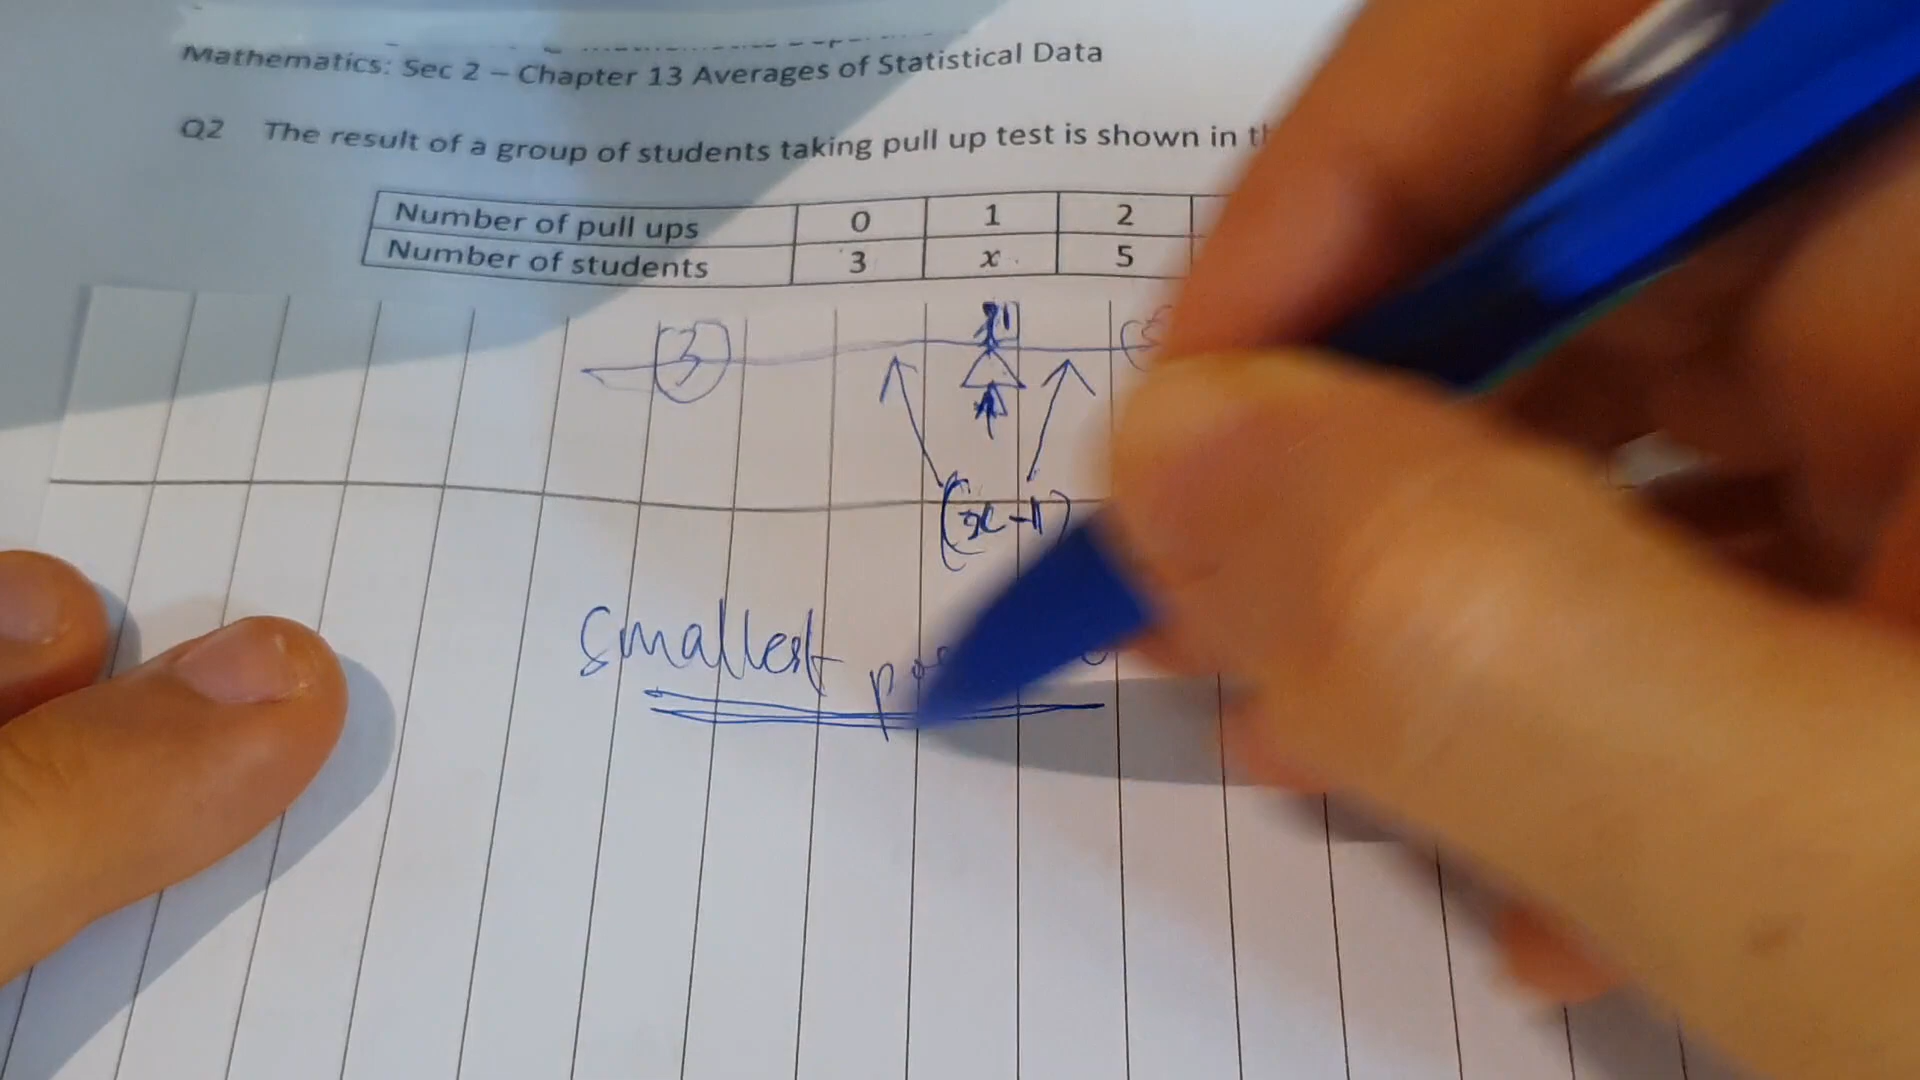 Mathematics: Sec 2 – Chapter 13 Averages of Statistical Data
Q2 The result of a group of students taking pull up test is shown in
Number of pull ups 0 1 2
Number of students 3 x 5
3
(x-1)
Smallest